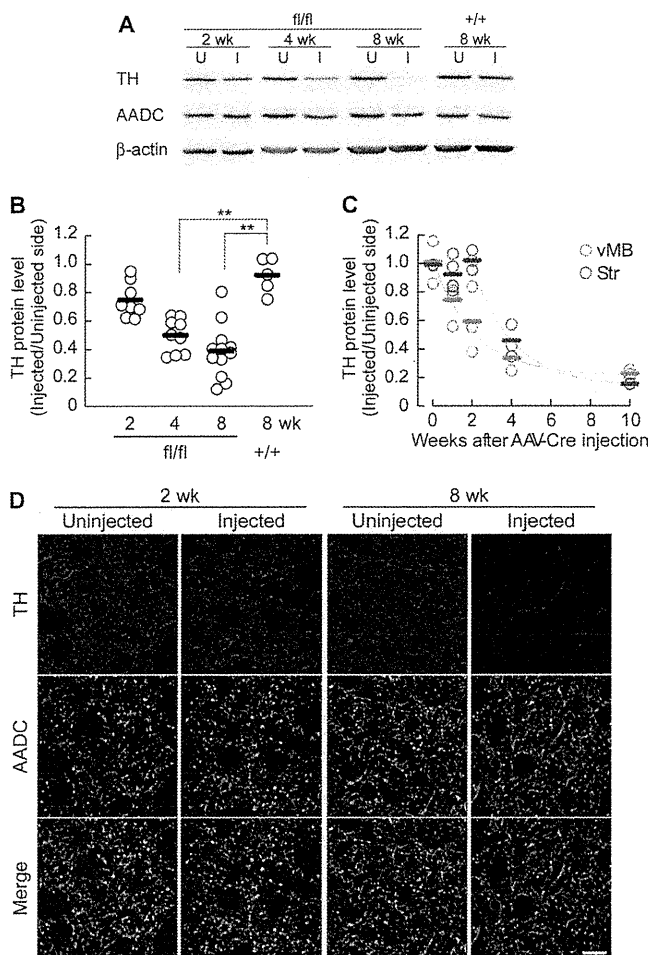 A
fl/fl
+/+
2 wk
4 wk
8 wk
8 wk
U I U I U I U I
TH
AADC
β-actin
B
TH protein level
(Injected/Uninjected side)
1.2
1.0
0.8
0.6
0.4
0.2
0
**
**
2 4 8 8 wk
fl/fl
+/+
C
TH protein level
(Injected/Uninjected side)
1.2
1.0
0.8
0.6
0.4
0.2
0
vMB
Str
0 2 4 6 8 10
Weeks after AAV-Cre injection
D
2 wk
8 wk
Uninjected Injected Uninjected Injected
TH
AADC
Merge